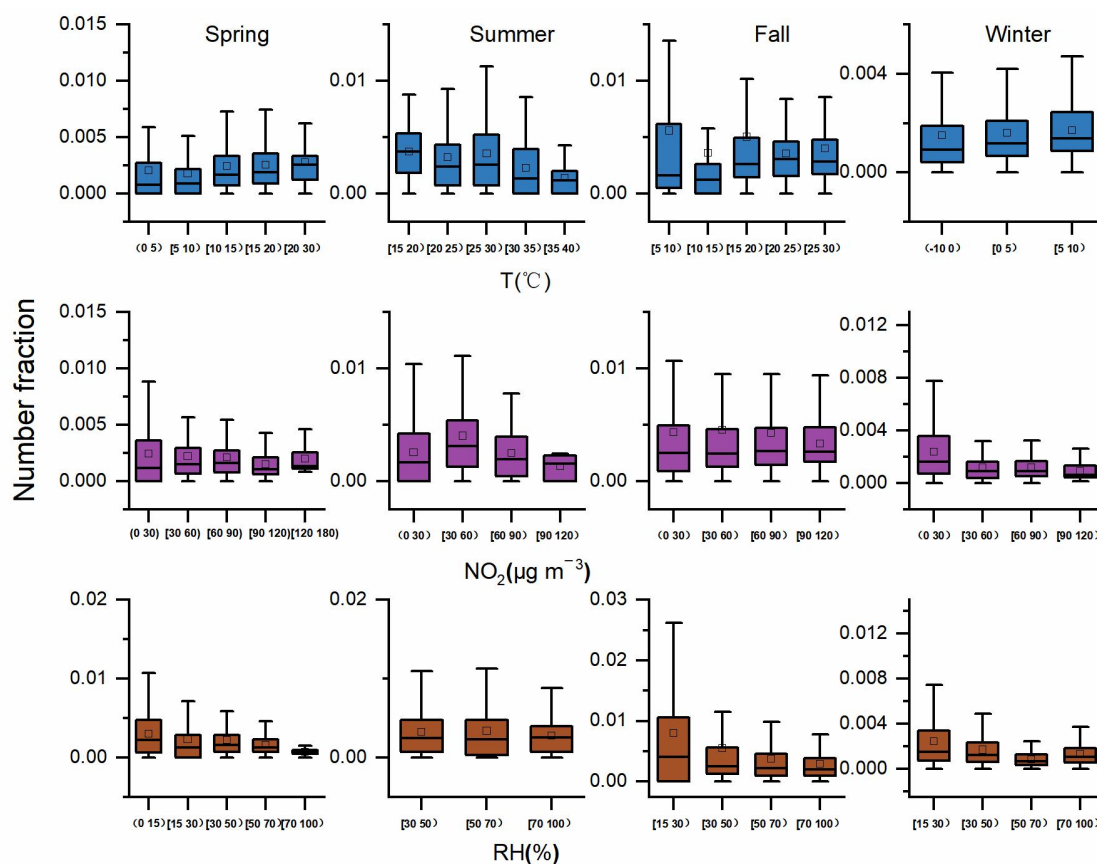 Spring Summer Fall Winter
0.015 0.010 0.005 0.000
0.01 0.00
0.01 0.00
0.004 0.000
(0 5) [5 10) [10 15) [15 20) [20 30)
[15 20) [20 25) [25 30) [30 35) [35 40)
[5 10) [10 15) [15 20) [20 25) [25 30)
(-10 0) [0 5) [5 10)
T(℃)
Number fraction
0.015 0.010 0.005 0.000
0.01 0.00
0.01 0.00
0.012 0.008 0.004 0.000
(0 30) [30 60) [60 90) [90 120) [120 180)
(0 30) [30 60) [60 90) [90 120)
(0 30) [30 60) [60 90) [90 120)
(0 30) [30 60) [60 90) [90 120)
NO₂(μg m⁻³)
0.02 0.01 0.00
0.02 0.00
0.03 0.02 0.01 0.00
0.012 0.008 0.004 0.000
(0 15) [15 30) [30 50) [50 70) [70 100)
[30 50) [50 70) [70 100)
[15 30) [30 50) [50 70) [70 100)
[15 30) [30 50) [50 70) [70 100)
RH(%)